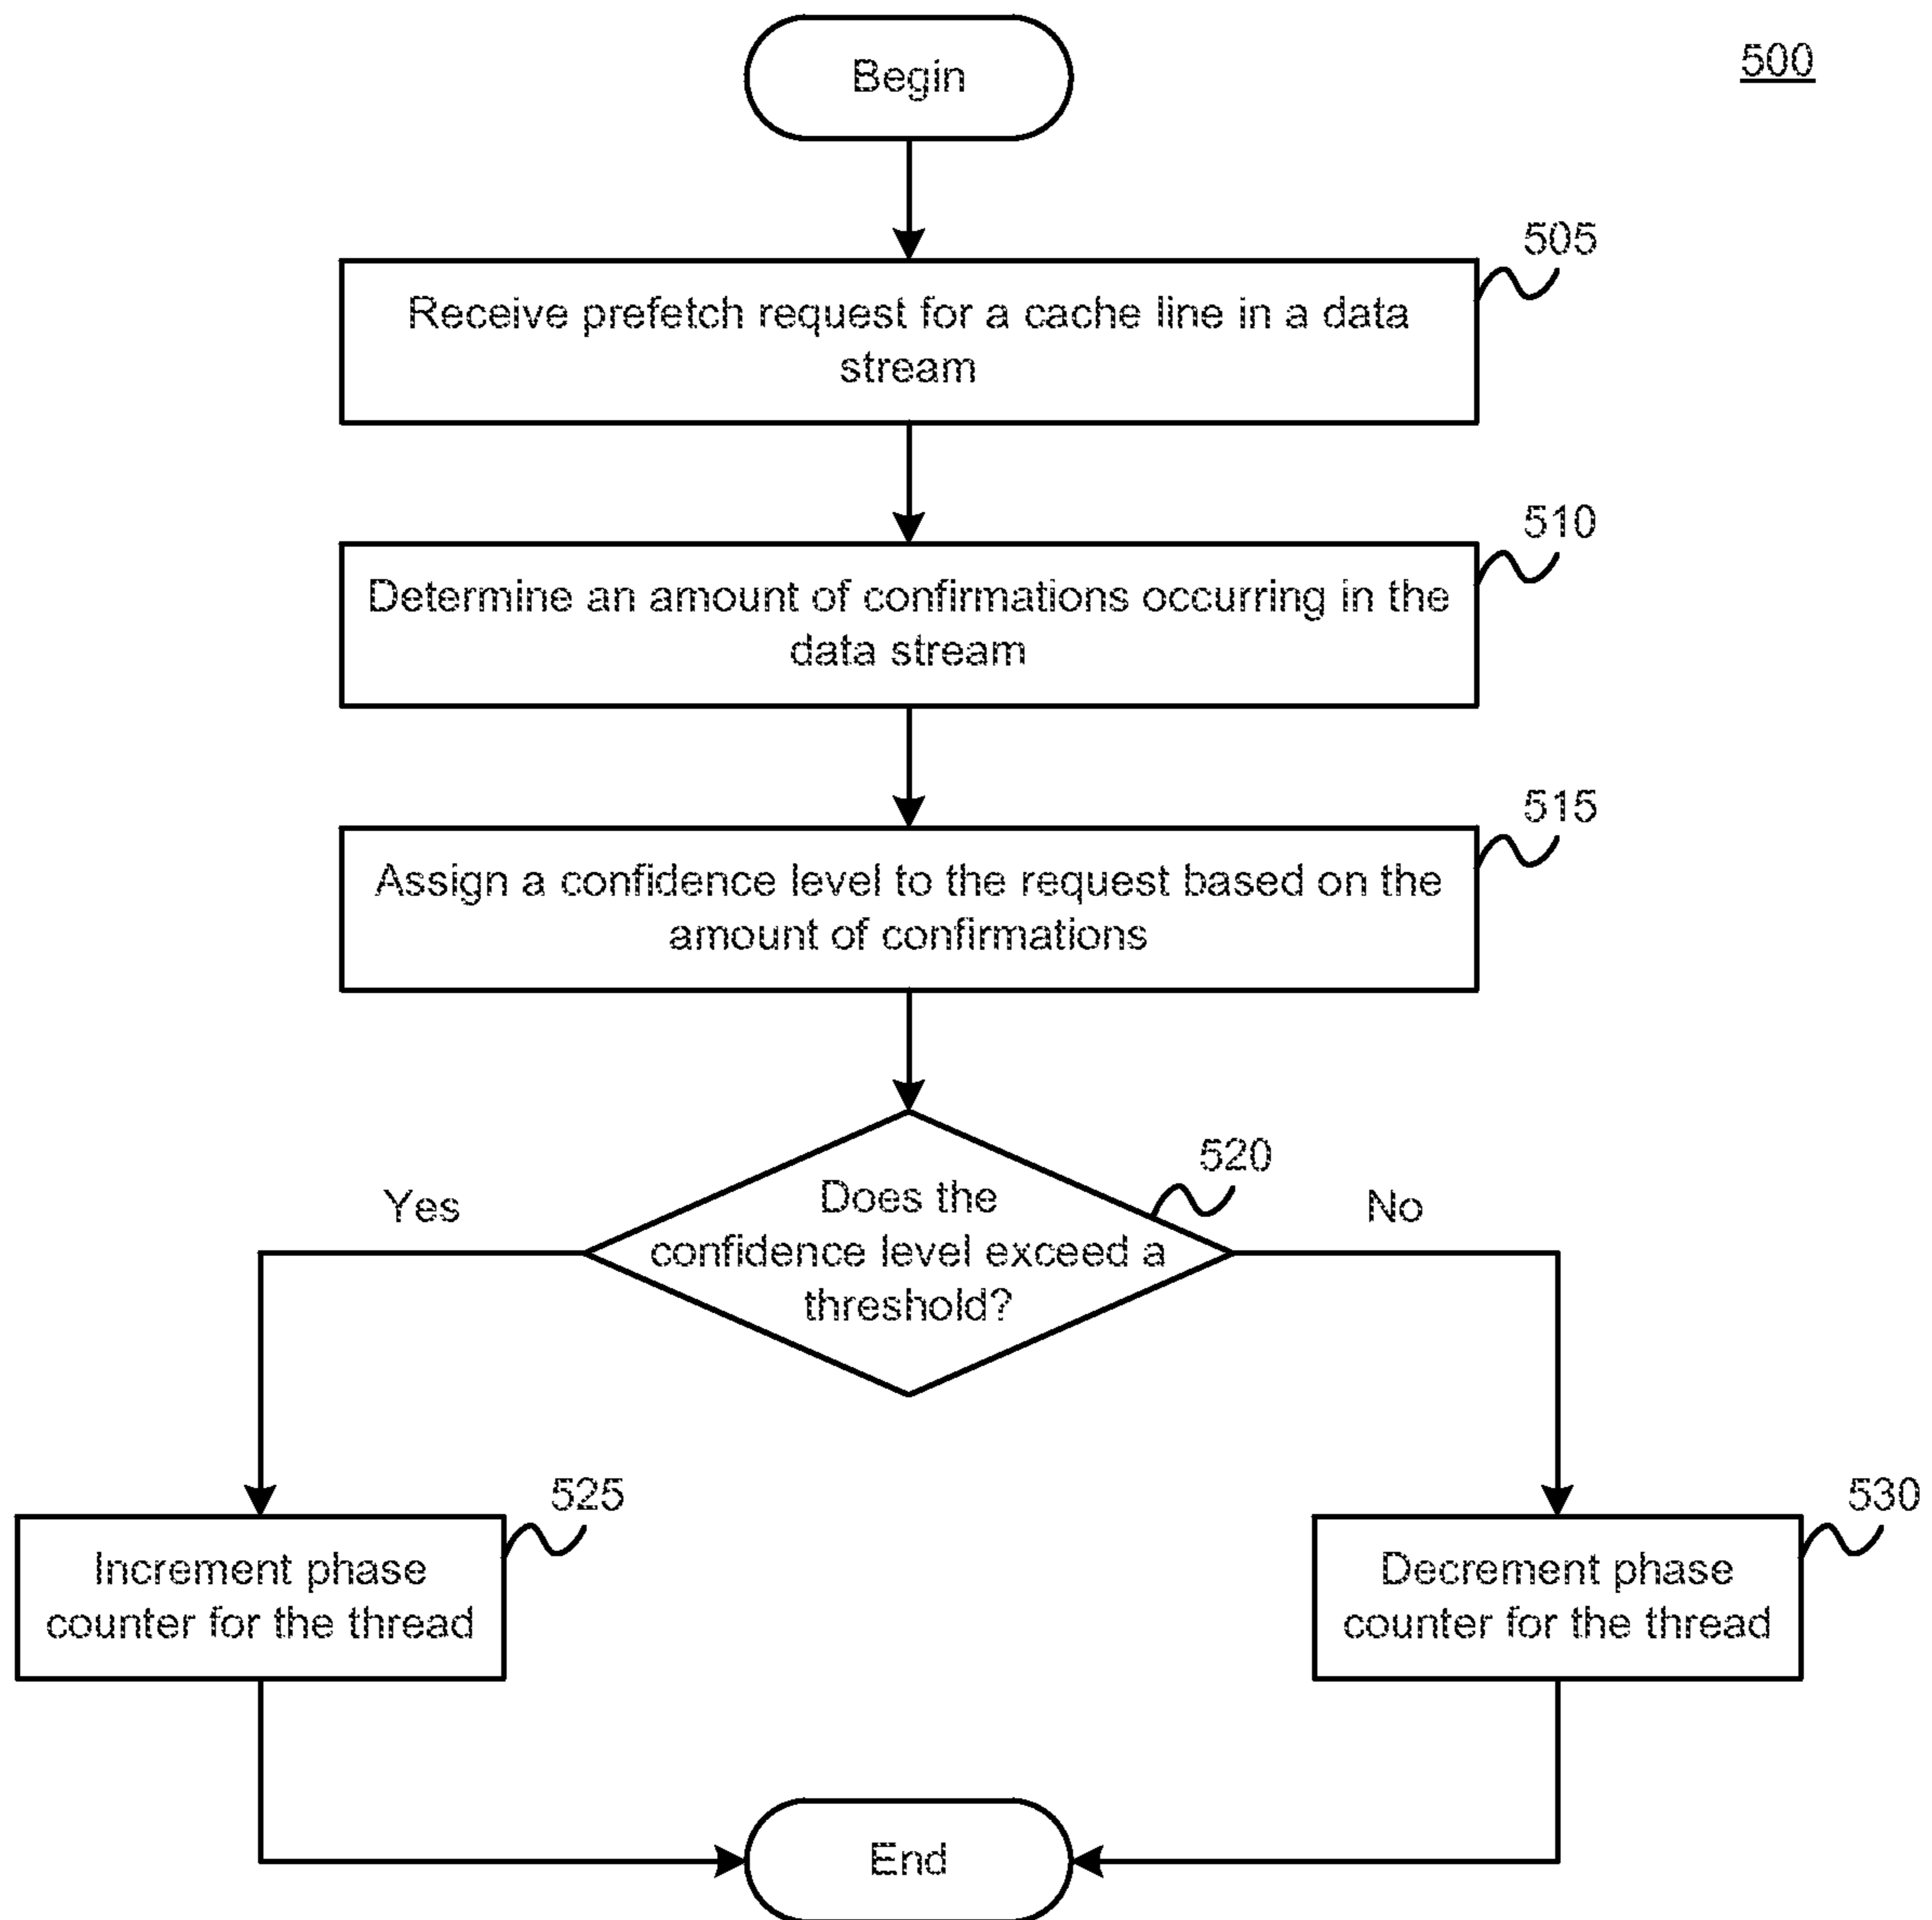 500
Begin
505
Receive prefetch request for a cache line in a data
stream
510
Determine an amount of confirmations occurring in the
data stream
515
Assign a confidence level to the request based on the
amount of confirmations
520
Does the
confidence level exceed a
threshold?
Yes
No
525
Increment phase
counter for the thread
530
Decrement phase
counter for the thread
End